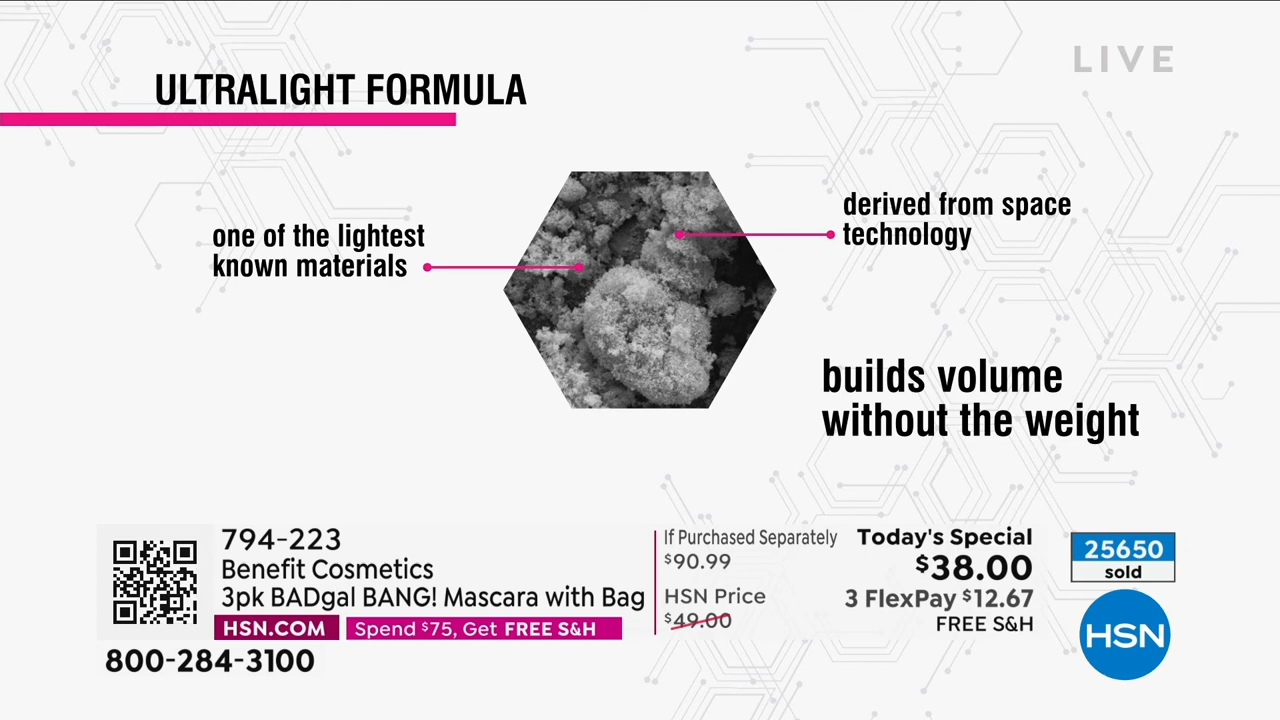 LIVE
ULTRALIGHT FORMULA
one of the lightest
known materials
derived from space
technology
builds volume
without the weight
794-223
Benefit Cosmetics
3pk BADgal BANG! Mascara with Bag
HSN.COM
Spend $75, Get FREE S&H
800-284-3100
If Purchased Separately
$90.99
HSN Price
$49.00
Today's Special
$38.00
3 FlexPay $12.67
FREE S&H
25650
sold
HSN